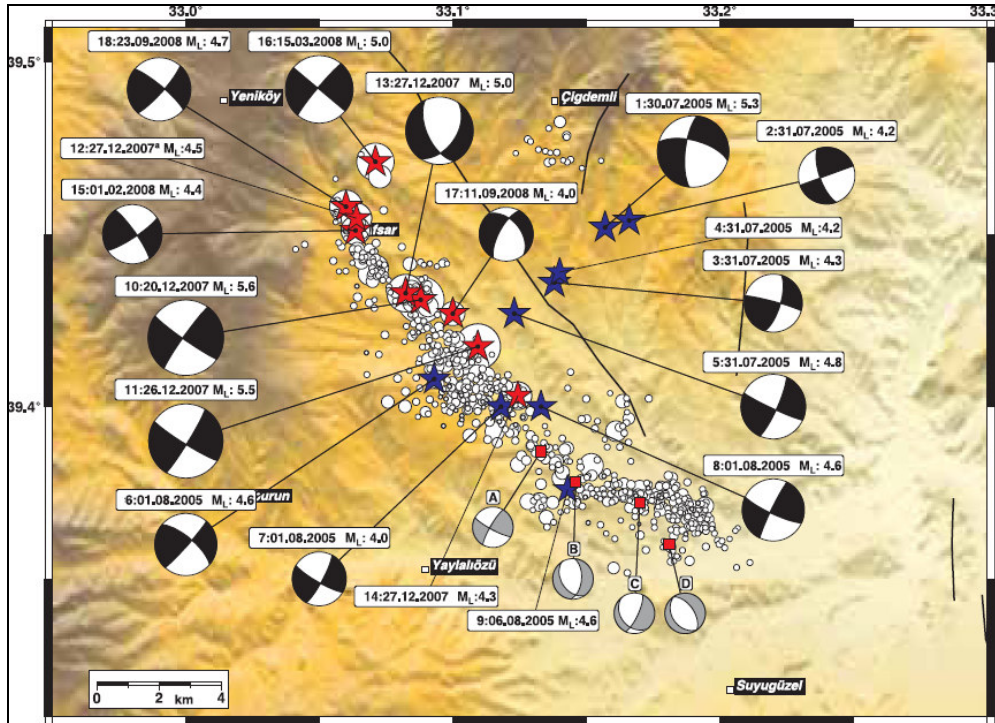 33.0° 33.1° 33.2° 33.3
18:23.09.2008 ML: 4.7
16:15.03.2008 ML: 5.0
39.5°
13:27.12.2007 ML: 5.0
Yeniköy
Çigdemli
1:30.07.2005 ML: 5.3
2:31.07.2005 ML: 4.2
12:27.12.2007ª ML:4.5
15:01.02.2008 ML: 4.4
17:11.09.2008 ML: 4.0
4:31.07.2005 ML: 4.2
afsar
3:31.07.2005 ML: 4.3
10:20.12.2007 ML: 5.6
5:31.07.2005 ML: 4.8
11:26.12.2007 ML: 5.5
39.4°
8:01.08.2005 ML: 4.6
6:01.08.2005 ML: 4.6
A
7:01.08.2005 ML: 4.0
B
Yaylaliözü
C
D
14:27.12.2007 ML:4.3
9:06.08.2005 ML:4.6
0 2 4
km
Suyugüzel